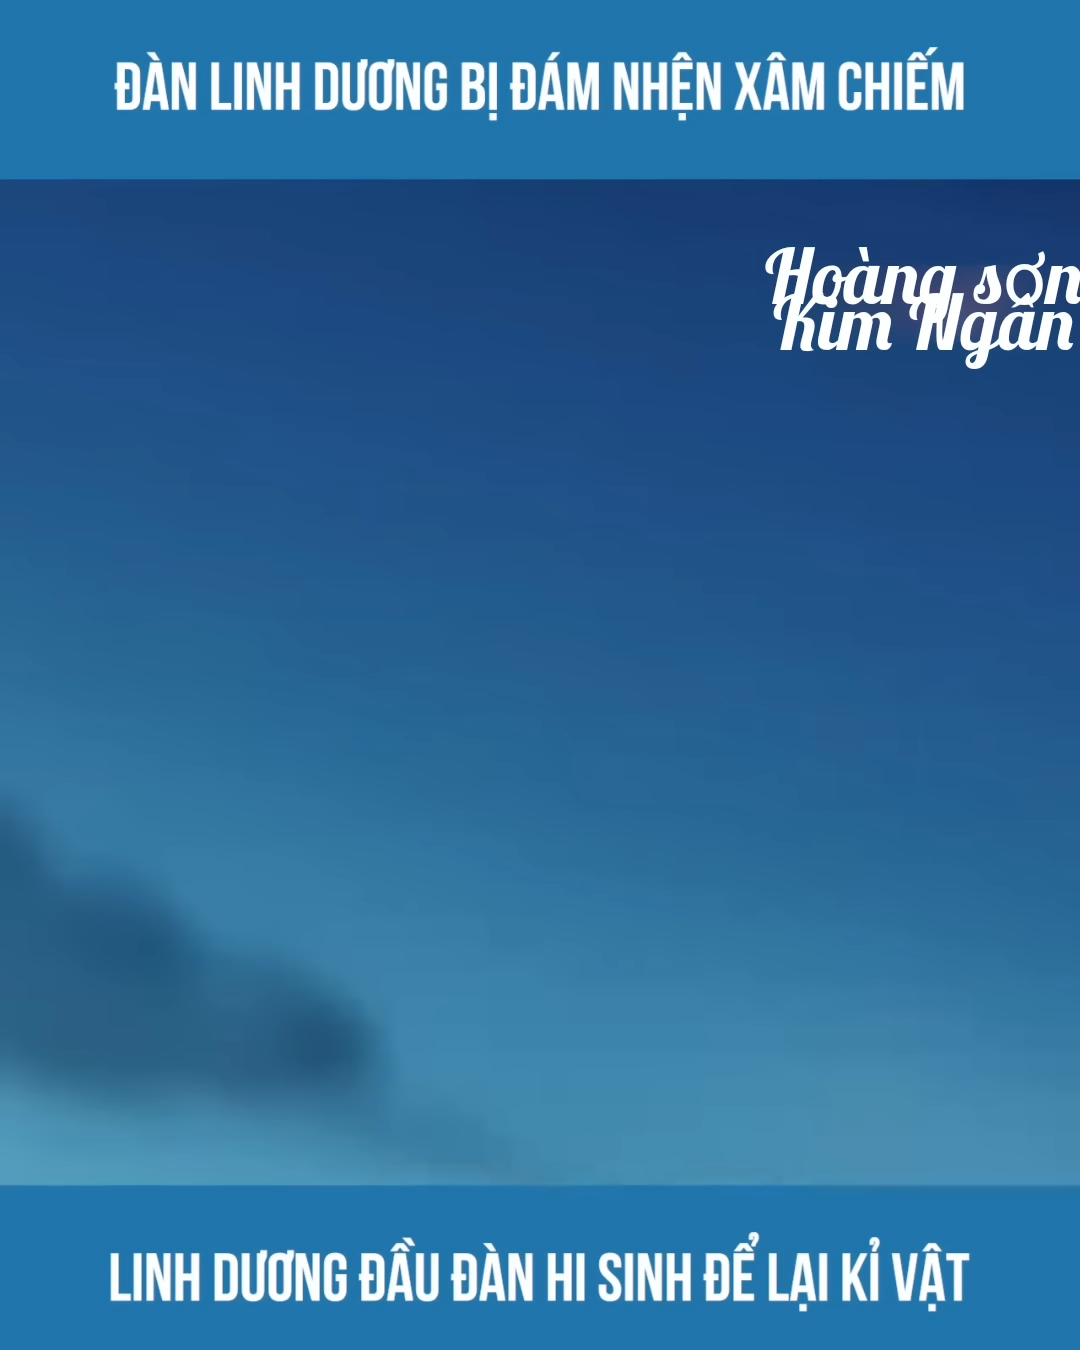 ĐÀN LINH DƯƠNG BỊ ĐÁM NHỆN XÂM CHIẾM
Hoàng sơn
Kim Ngân
LINH DƯƠNG ĐẦU ĐÀN HI SINH ĐỂ LẠI KỈ VẬT